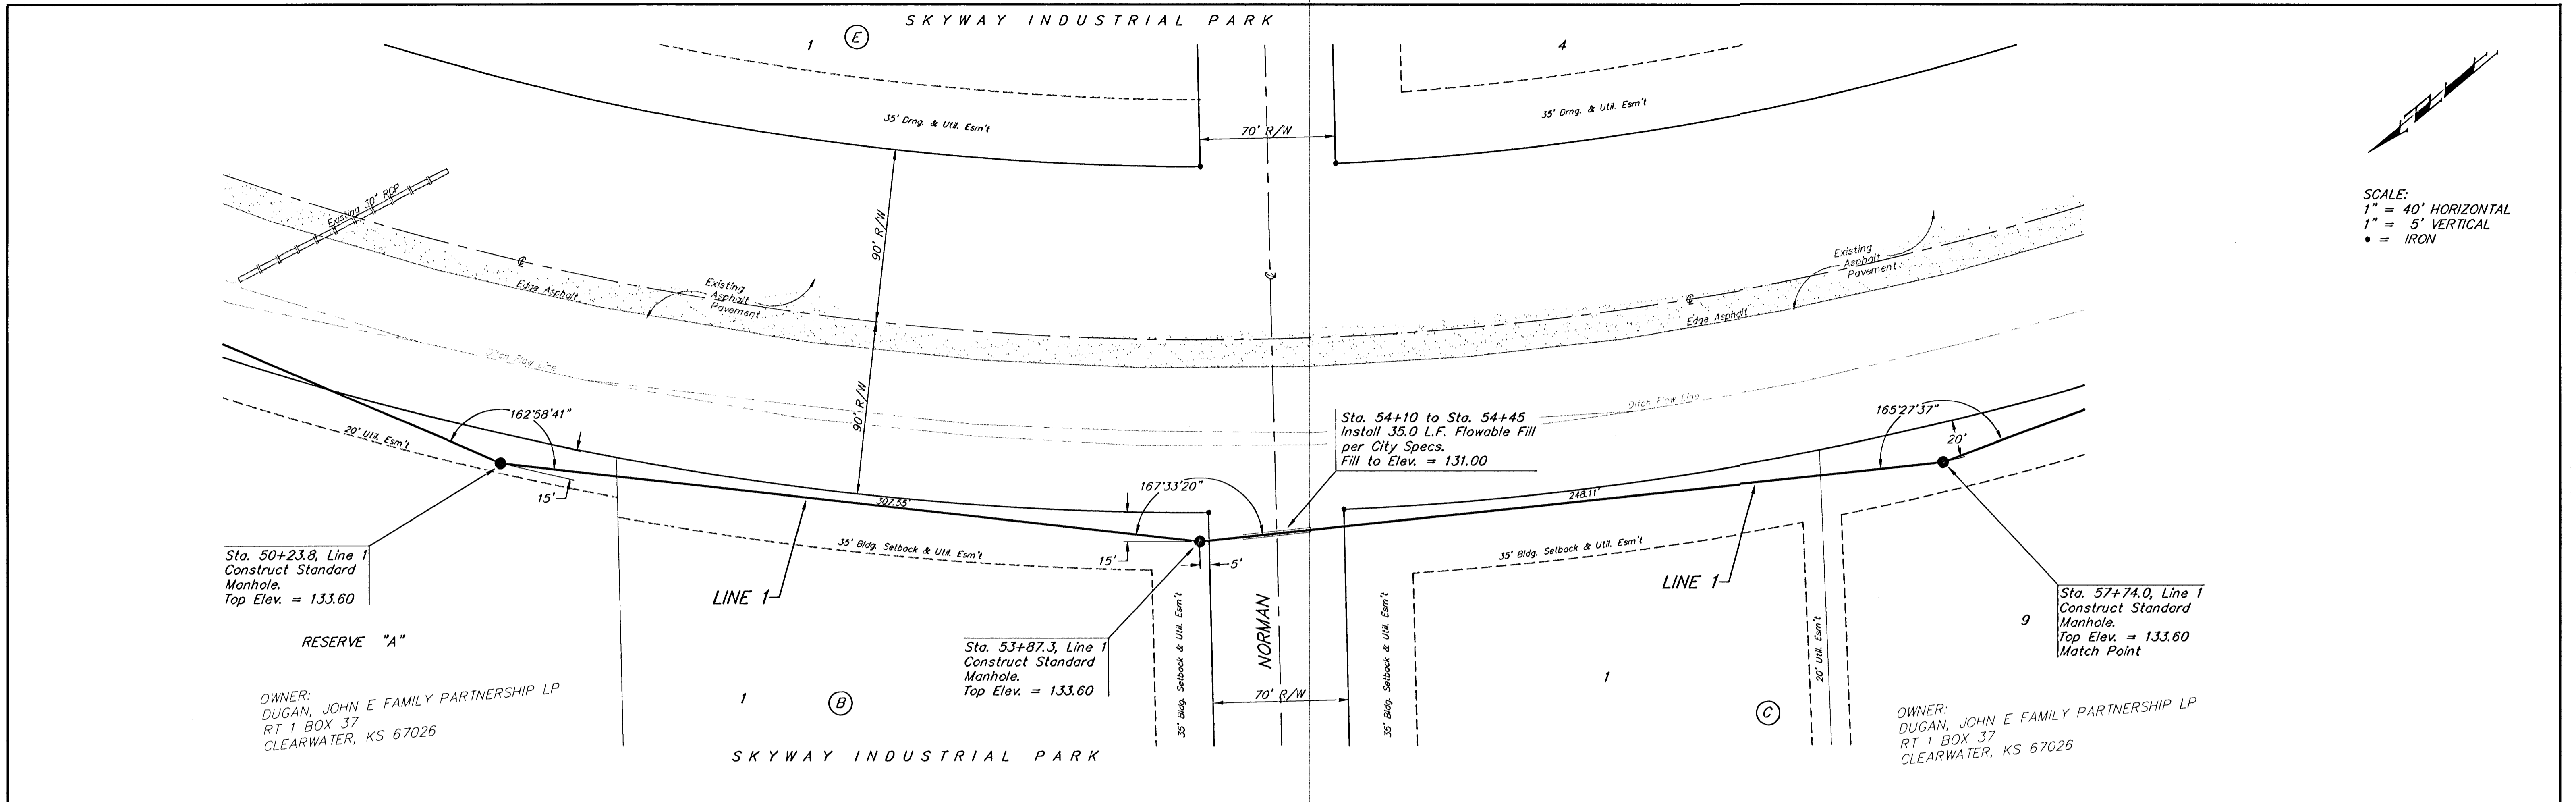 SKYWAY INDUSTRIAL PARK
1
E
4
35' Drng. & Util. Esm't
70' R/W
35' Drng. & Util. Esm't
SCALE:
1" = 40' HORIZONTAL
1" = 5' VERTICAL
• = IRON
Existing 30" RCP
90' R/W
Edge Asphalt
Existing
Asphalt
Pavement
Existing
Asphalt
Pavement
Edge Asphalt
Ditch Flow Line
90' R/W
Ditch Flow Line
162°58'41"
20' Util. Esm't
15'
307.55'
167°33'20"
Sta. 54+10 to Sta. 54+45
Install 35.0 L.F. Flowable Fill
per City Specs.
Fill to Elev. = 131.00
248.11'
165°27'37"
20'
35' Bldg. Setback & Util. Esm't
15'
5'
35' Bldg. Setback & Util. Esm't
Sta. 50+23.8, Line 1
Construct Standard
Manhole.
Top Elev. = 133.60
LINE 1
LINE 1
Sta. 57+74.0, Line 1
Construct Standard
Manhole.
Top Elev. = 133.60
Match Point
RESERVE "A"
Sta. 53+87.3, Line 1
Construct Standard
Manhole.
Top Elev. = 133.60
35' Bldg. Setback & Util. Esm't
NORMAN
70' R/W
35' Bldg. Setback & Util. Esm't
20' Util. Esm't
9
1
B
1
C
OWNER:
DUGAN, JOHN E FAMILY PARTNERSHIP LP
RT 1 BOX 37
CLEARWATER, KS 67026
OWNER:
DUGAN, JOHN E FAMILY PARTNERSHIP LP
RT 1 BOX 37
CLEARWATER, KS 67026
SKYWAY INDUSTRIAL PARK